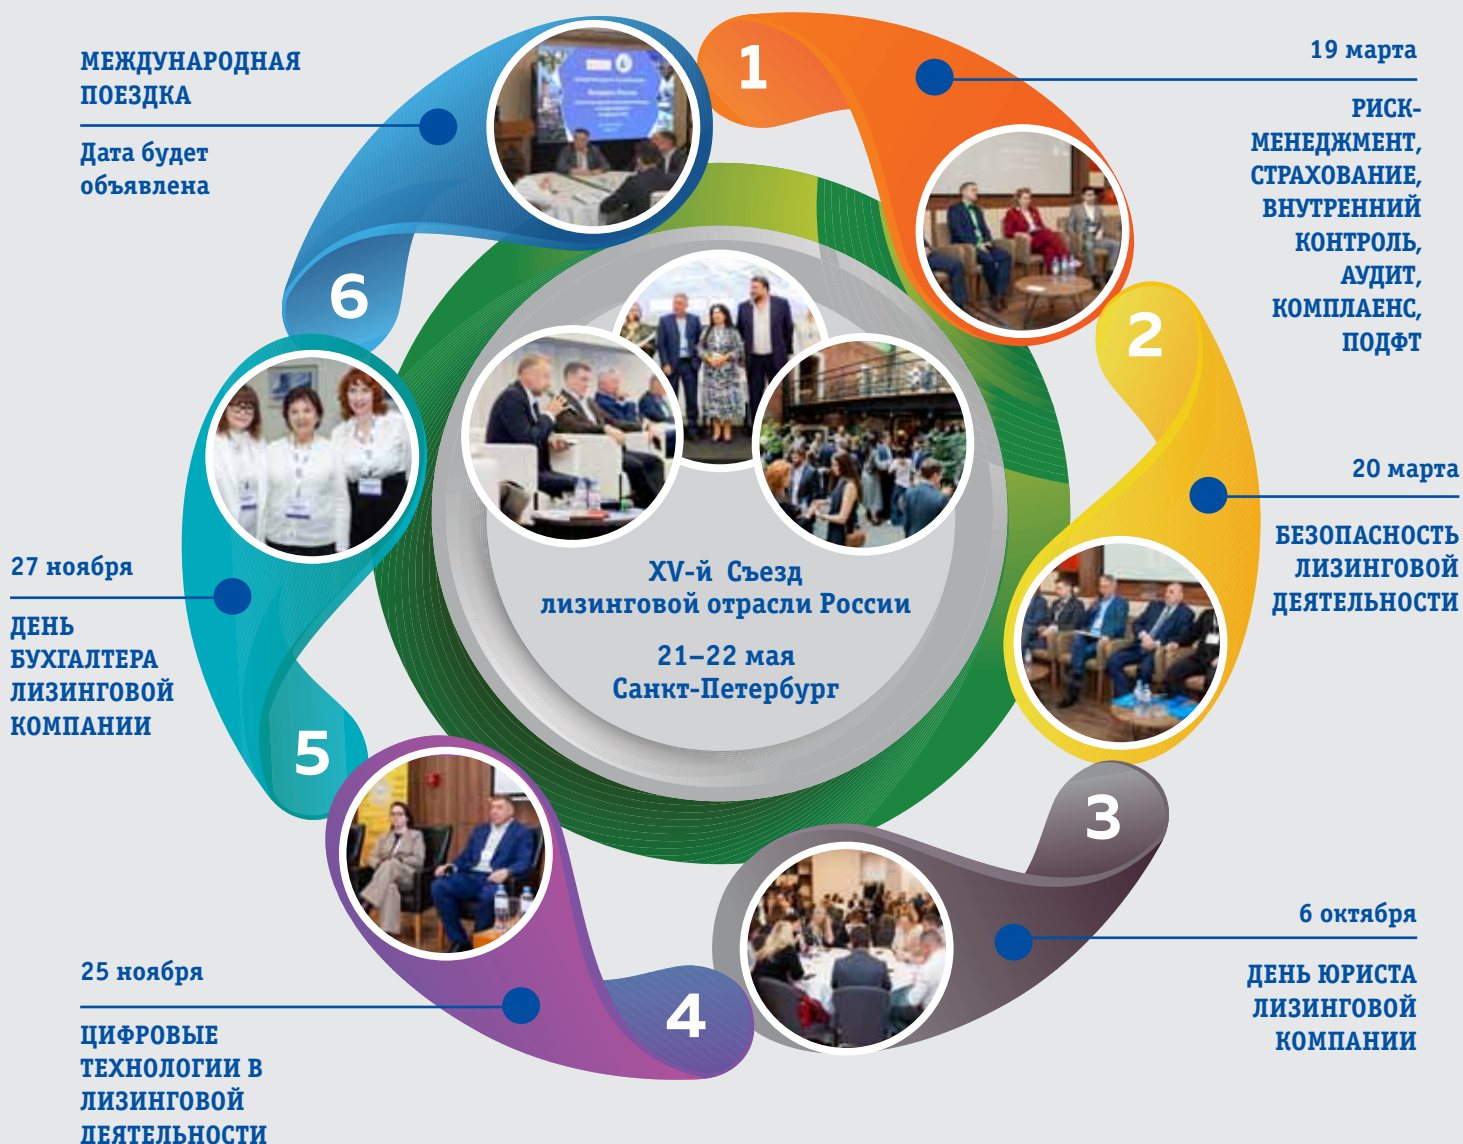 1
19 марта
РИСК-
МЕНЕДЖМЕНТ,
СТРАХОВАНИЕ,
ВНУТРЕННИЙ
КОНТРОЛЬ,
АУДИТ,
КОМПЛАЕНС,
ПОДФТ
2
20 марта
БЕЗОПАСНОСТЬ
ЛИЗИНГОВОЙ
ДЕЯТЕЛЬНОСТИ
3
6 октября
ДЕНЬ ЮРИСТА
ЛИЗИНГОВОЙ
КОМПАНИИ
4
25 ноября
ЦИФРОВЫЕ
ТЕХНОЛОГИИ В
ЛИЗИНГОВОЙ
ДЕЯТЕЛЬНОСТИ
5
27 ноября
ДЕНЬ
БУХГАЛТЕРА
ЛИЗИНГОВОЙ
КОМПАНИИ
6
МЕЖДУНАРОДНАЯ
ПОЕЗДКА
Дата будет
объявлена
XV-й Съезд
лизинговой отрасли России
21–22 мая
Санкт-Петербург